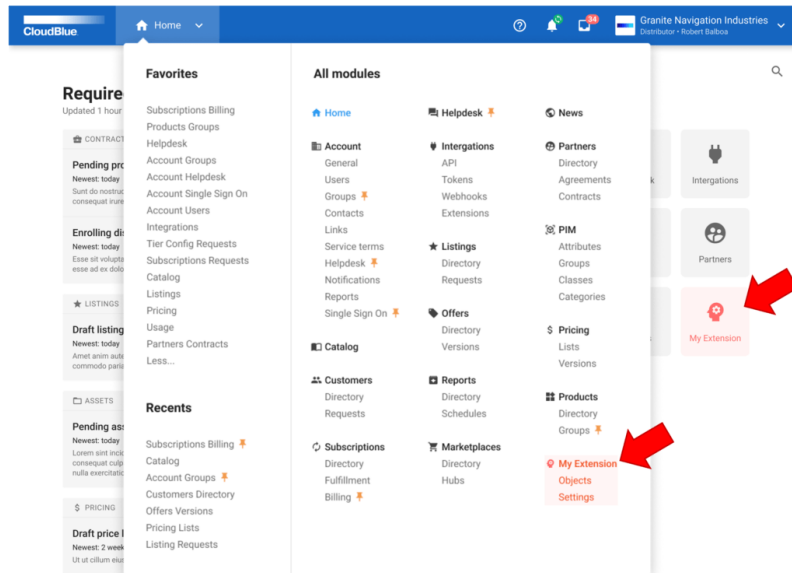 CloudBlue
Home
34
Granite Navigation Industries
Distributor • Robert Balboa
Require
Updated 1 hour
CONTRACT
Pending pro
Newest: today
Sunt do nostru
consequat irure
Enrolling di
Newest: today
Esse sit volupta
esse ad ex dolo
LISTINGS
Draft listing
Newest: today
Amet anim aute
commodo paria
ASSETS
Pending ass
Newest: today
Lorem sint inci
consequat culp
nulla exercitatio
PRICING
Draft price l
Newest: 2 week
Ut ut cillum eius
Favorites
Subscriptions Billing
Products Groups
Helpdesk
Account Groups
Account Helpdesk
Account Single Sign On
Account Users
Integrations
Tier Config Requests
Subscriptions Requests
Catalog
Listings
Pricing
Usage
Partners Contracts
Less...
Recents
Subscriptions Billing
Catalog
Account Groups
Customers Directory
Offers Versions
Pricing Lists
Listing Requests
All modules
Home
Account
General
Users
Groups
Contacts
Links
Service terms
Helpdesk
Notifications
Reports
Single Sign On
Catalog
Customers
Directory
Requests
Subscriptions
Directory
Fulfillment
Billing
Helpdesk
Intergations
API
Tokens
Webhooks
Extensions
Listings
Directory
Requests
Offers
Directory
Versions
Reports
Directory
Schedules
Marketplaces
Directory
Hubs
News
Partners
Directory
Agreements
Contracts
PIM
Attributes
Groups
Classes
Categories
Pricing
Lists
Versions
Products
Directory
Groups
My Extension
Objects
Settings
k
Intergations
Partners
My Extension